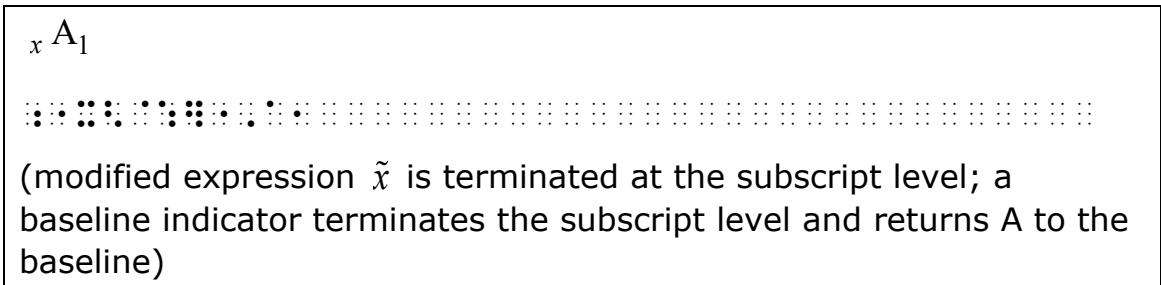 x A1
⠰⠐⠭⠣⠈⠱⠻⠐⠠⠁⠂
(modified expression x̃ is terminated at the subscript level; a
baseline indicator terminates the subscript level and returns A to the
baseline)